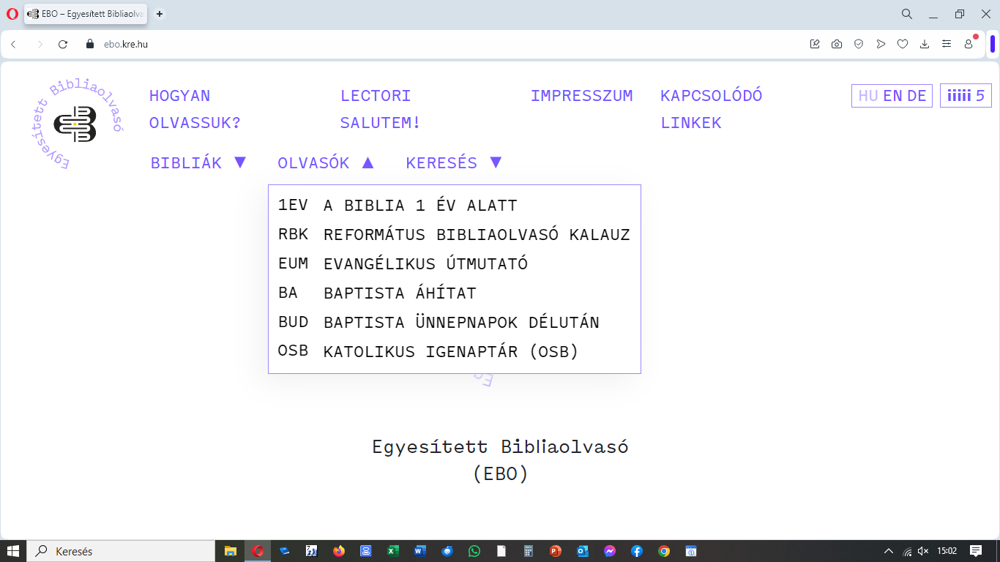 EBO – Egyesített Bibliaolva
ebo.kre.hu
Egyesített Bibliaolvasó
HOGYAN
OLVASSUK?
LECTORI
SALUTEM!
IMPRESSZUM
KAPCSOLÓDÓ
LINKEK
HU EN DE
iiiii 5
BIBLIÁK ▼
OLVASÓK ▲
KERESÉS ▼
1EV A BIBLIA 1 ÉV ALATT
RBK REFORMÁTUS BIBLIAOLVASÓ KALAUZ
EUM EVANGÉLIKUS ÚTMUTATÓ
BA BAPTISTA ÁHÍTAT
BUD BAPTISTA ÜNNEPNAPOK DÉLUTÁN
OSB KATOLIKUS IGENAPTÁR (OSB)
Eg
Egyesített Bibliaolvasó
(EBO)
Keresés
15:02